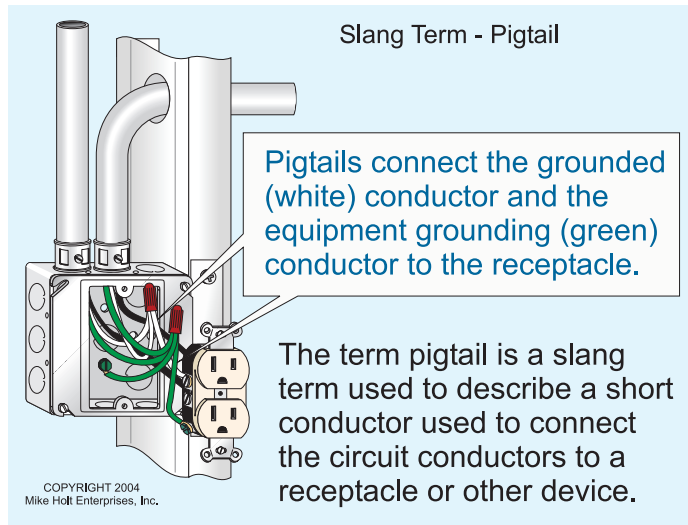 Slang Term - Pigtail
Pigtails connect the grounded
(white) conductor and the
equipment grounding (green)
conductor to the receptacle.
The term pigtail is a slang
term used to describe a short
conductor used to connect
the circuit conductors to a
receptacle or other device.
COPYRIGHT 2004
Mike Holt Enterprises, Inc.